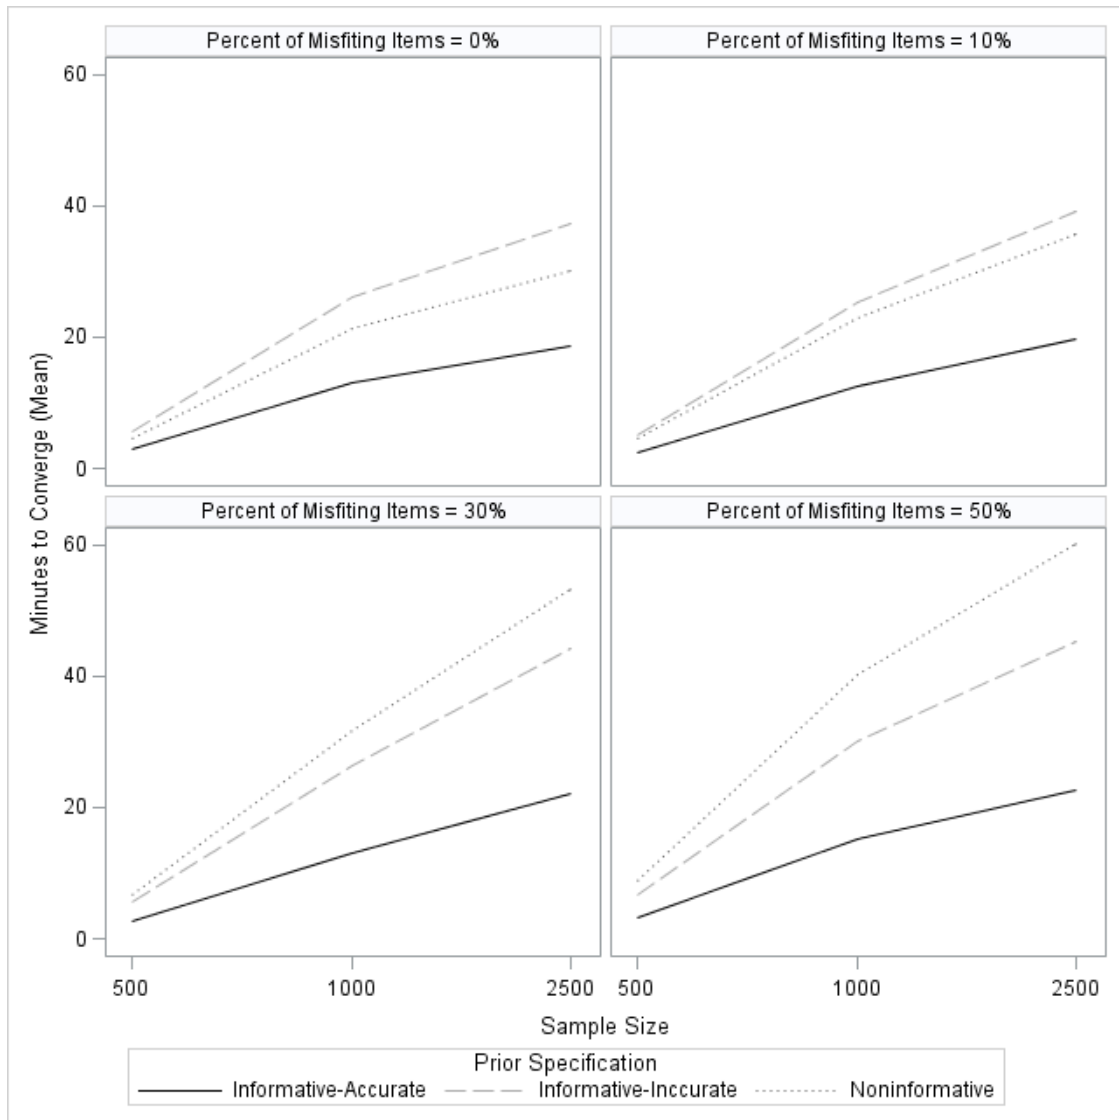 Percent of Misfiting Items = 0%
Percent of Misfiting Items = 10%
60
40
20
0
Minutes to Converge (Mean)
Percent of Misfiting Items = 30%
Percent of Misfiting Items = 50%
60
40
20
0
500 1000 2500 500 1000 2500
Sample Size
Prior Specification
Informative-Accurate Informative-Inccurate Noninformative